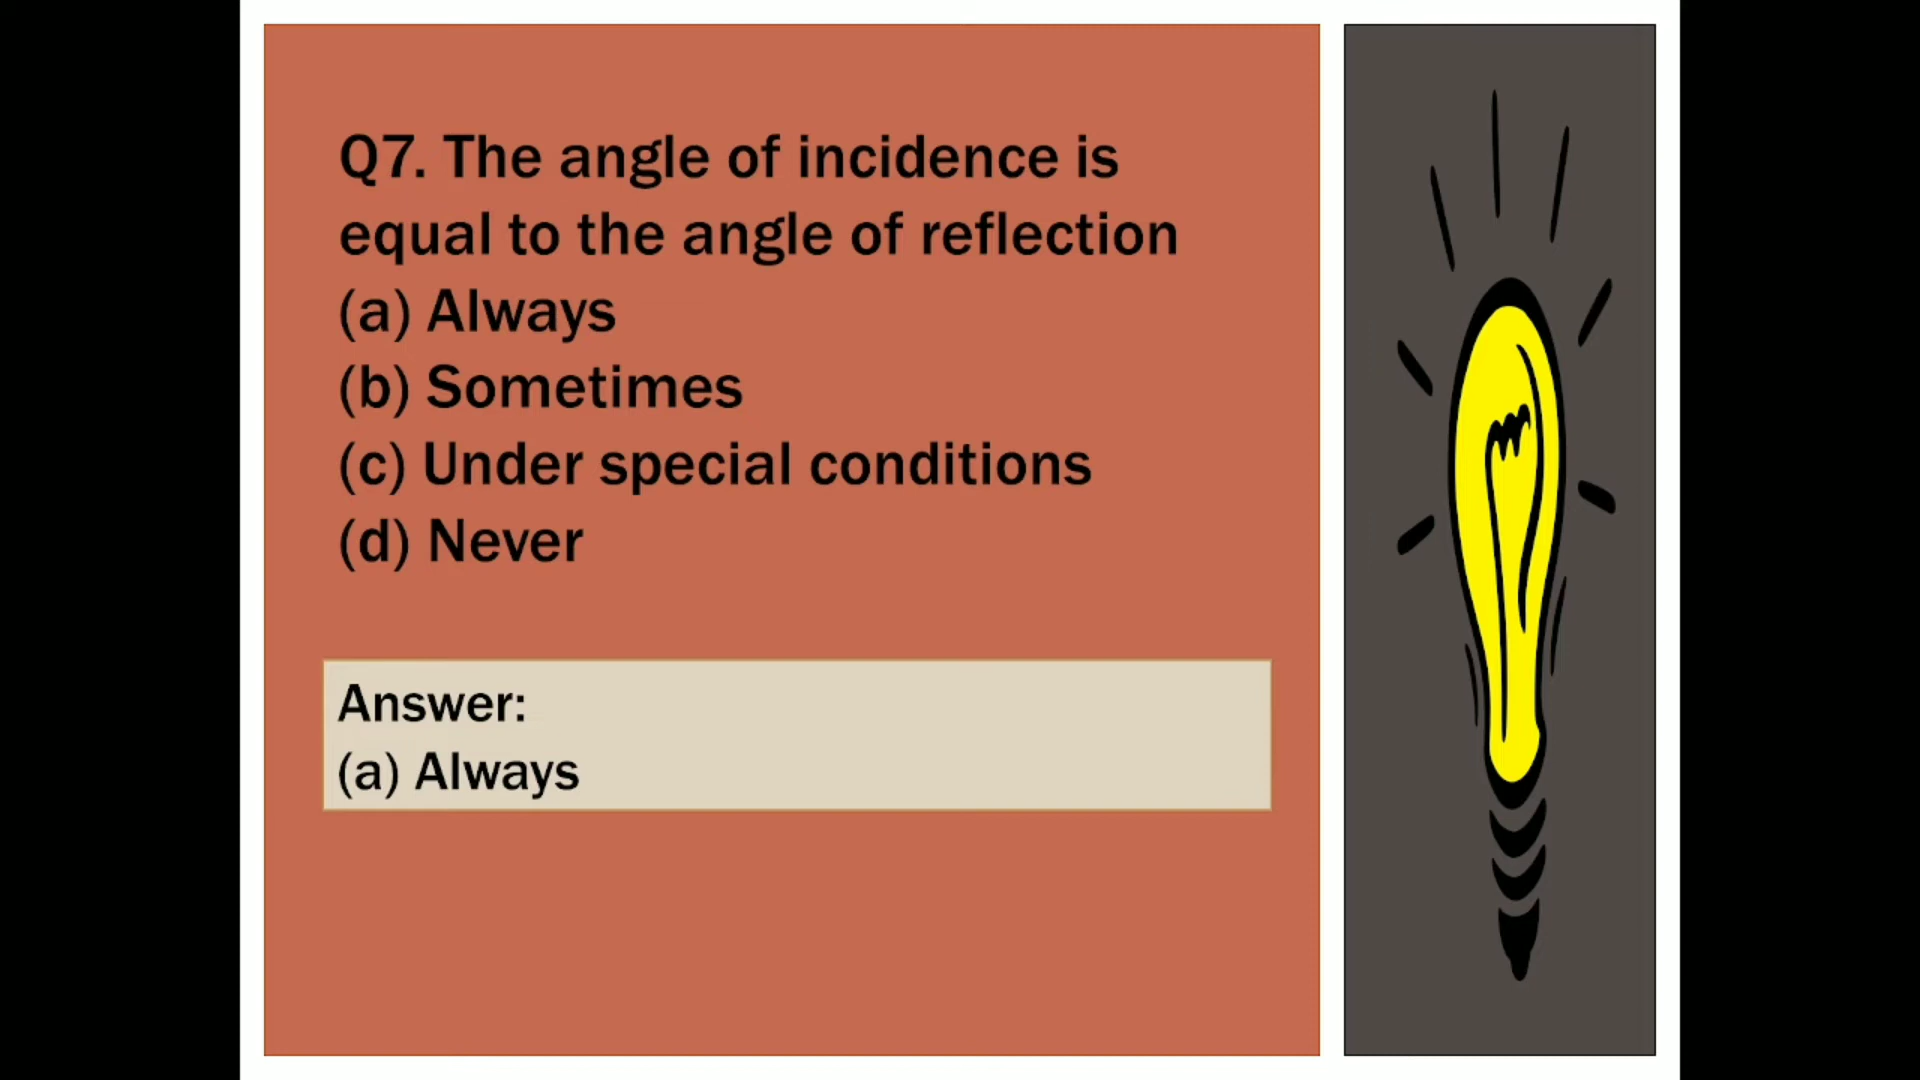 Q7. The angle of incidence is
equal to the angle of reflection
(a) Always
(b) Sometimes
(c) Under special conditions
(d) Never
Answer:
(a) Always